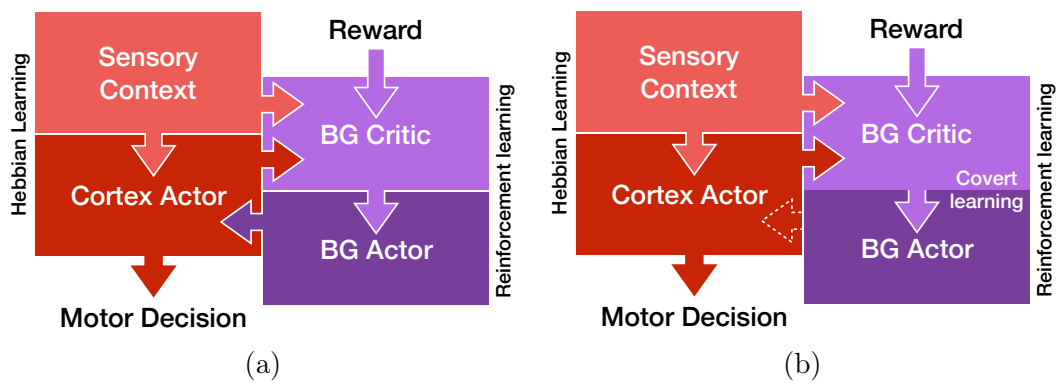 Hebbian Learning
Sensory
Context
Reward
BG Critic
Cortex Actor
BG Actor
Reinforcement learning
Motor Decision
(a)
Hebbian Learning
Sensory
Context
Reward
BG Critic
Cortex Actor
Covert
learning
BG Actor
Reinforcement learning
Motor Decision
(b)